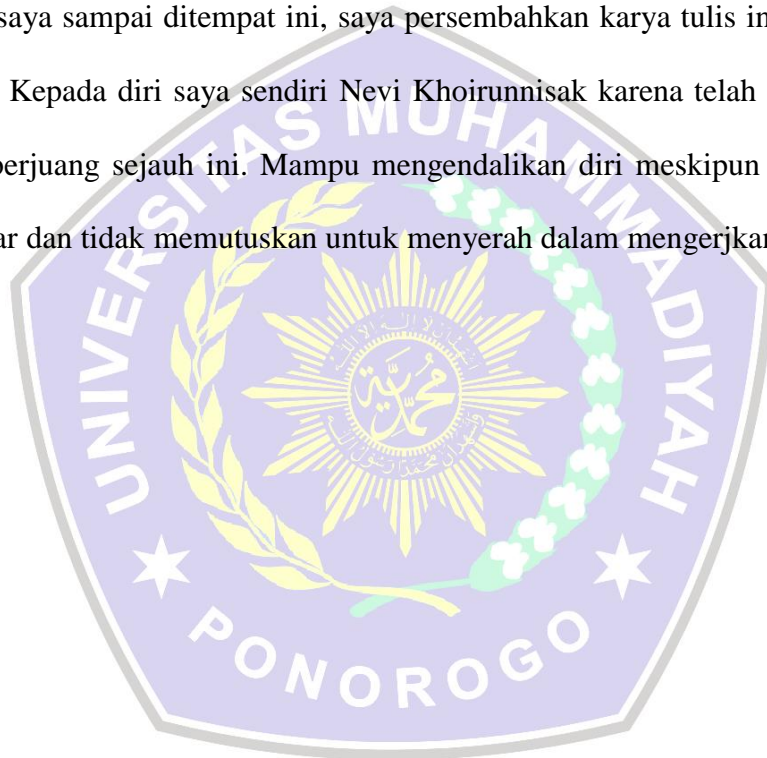 saya sampai ditempat ini, saya persembahkan karya tulis in
Kepada diri saya sendiri Nevi Khoirunnisak karena telah
berjuang sejauh ini. Mampu mengendalikan diri meskipun
ar dan tidak memutuskan untuk menyerah dalam mengerjkan
UNIVERSITAS MUHAMMADIYAH
محمدية
PONOROGO